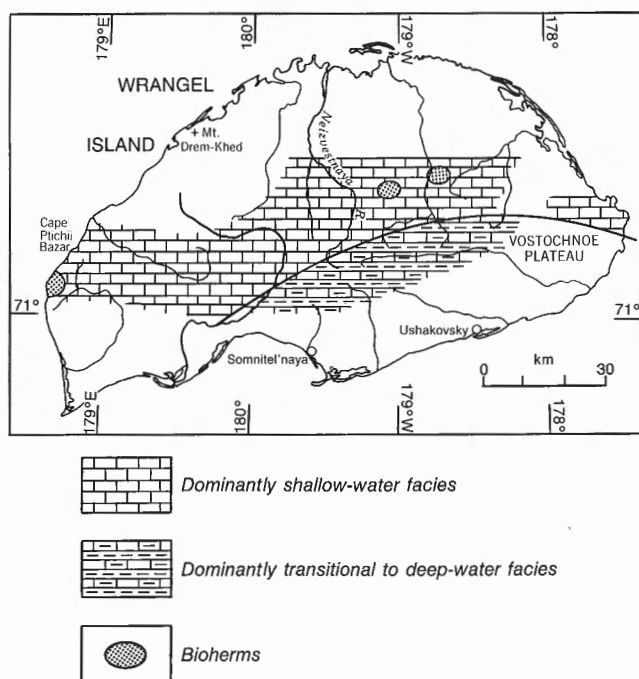 179°E
180°
179°W
178°
WRANGEL
ISLAND
+ Mt.
Drem-Khed
Neizvestnaya R.
Cape
Ptichii
Bazar
VOSTOCHNOE
PLATEAU
71°
71°
Ushakovsky
Somnitel'naya
km
0 30
179°E
180°
179°W
178°
Dominantly shallow-water facies
Dominantly transitional to deep-water facies
Bioherms